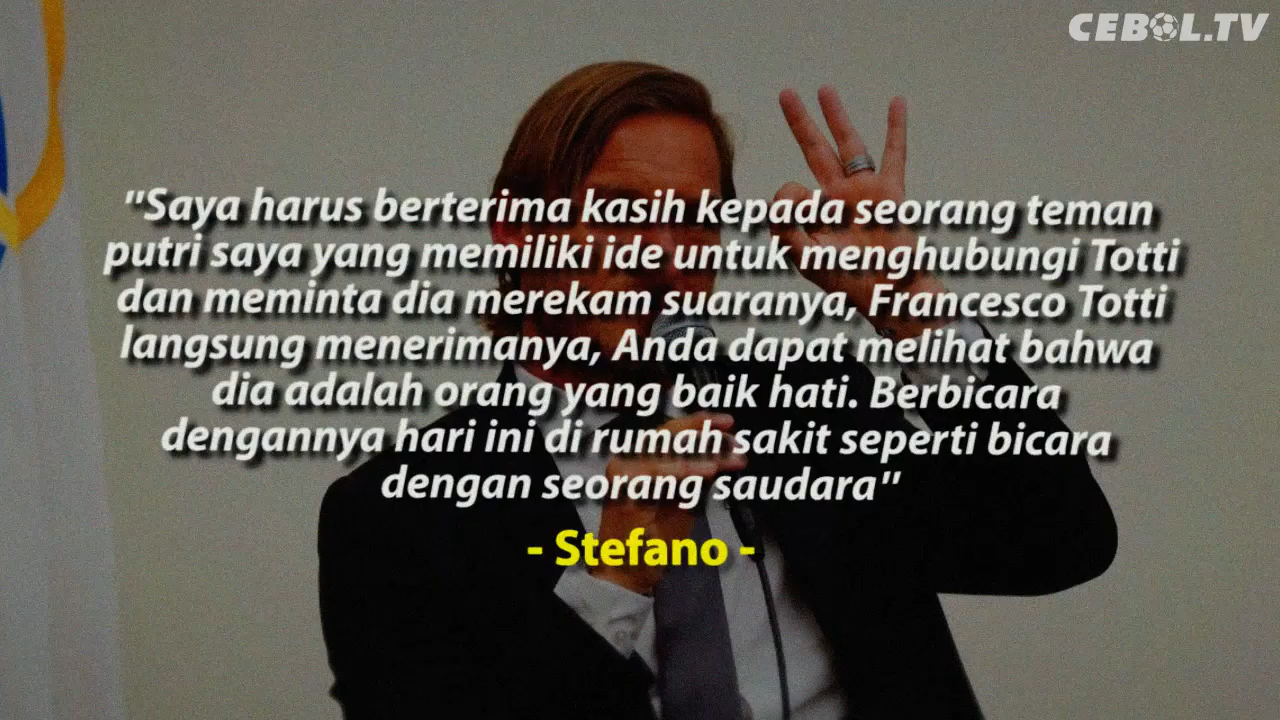 CEBOL.TV
"Saya harus berterima kasih kepada seorang teman
putri saya yang memiliki ide untuk menghubungi Totti
dan meminta dia merekam suaranya, Francesco Totti
langsung menerimanya, Anda dapat melihat bahwa
dia adalah orang yang baik hati. Berbicara
dengannya hari ini di rumah sakit seperti bicara
dengan seorang saudara"
- Stefano -